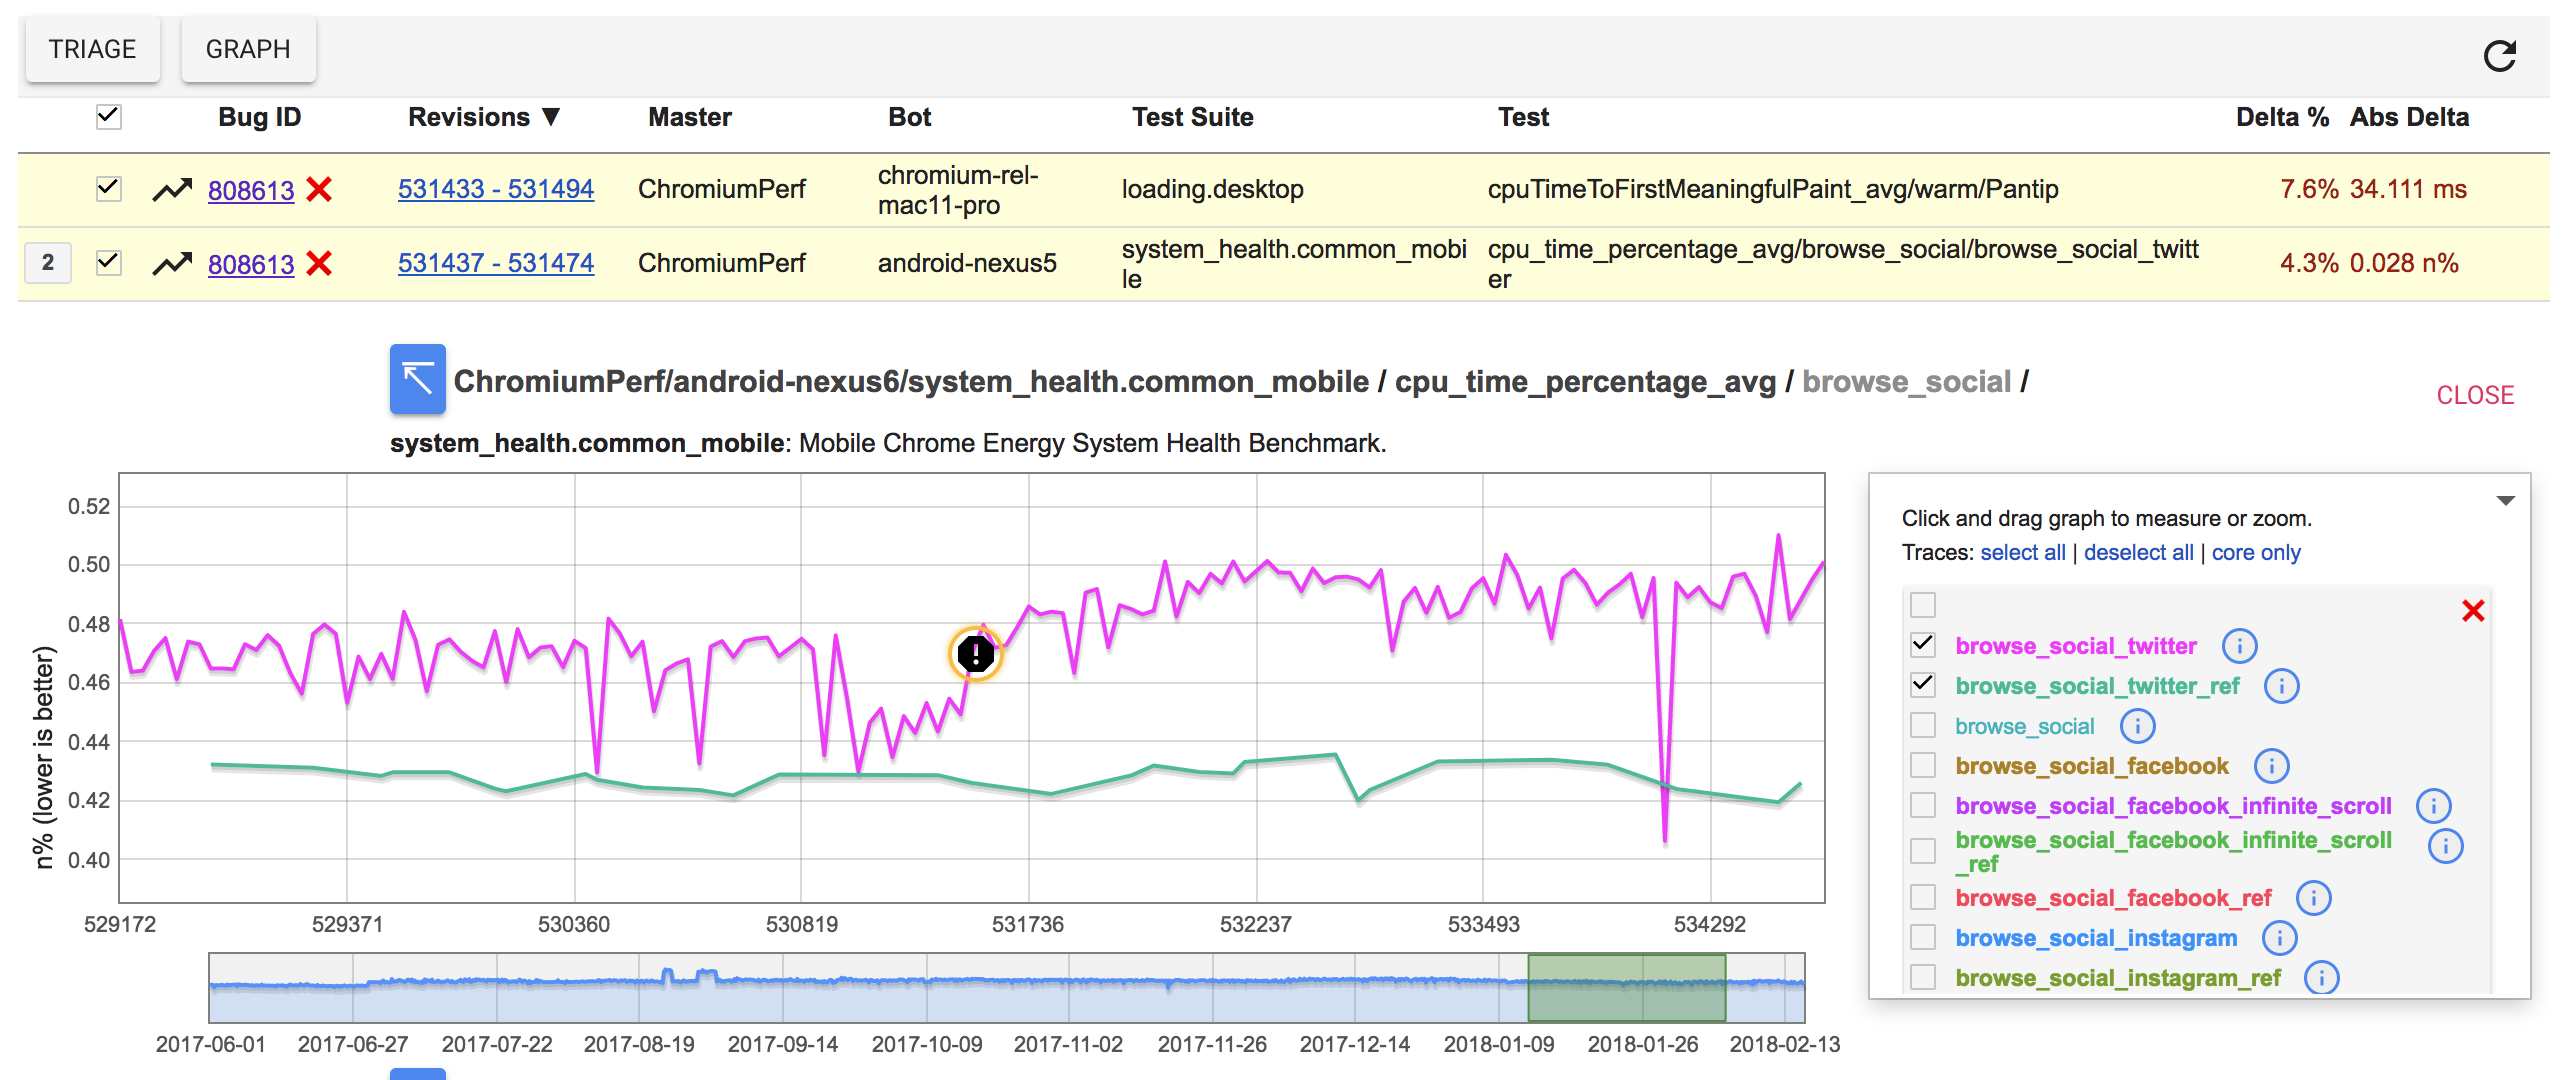 TRIAGE GRAPH
Bug ID Revisions ▼ Master Bot Test Suite Test Delta % Abs Delta
808613 531433 - 531494 ChromiumPerf chromium-rel-mac11-pro loading.desktop cpuTimeToFirstMeaningfulPaint_avg/warm/Pantip 7.6% 34.111 ms
2 808613 531437 - 531474 ChromiumPerf android-nexus5 system_health.common_mobile cpu_time_percentage_avg/browse_social/browse_social_twitter 4.3% 0.028 n%
ChromiumPerf/android-nexus6/system_health.common_mobile / cpu_time_percentage_avg / browse_social /
CLOSE
system_health.common_mobile: Mobile Chrome Energy System Health Benchmark.
n% (lower is better)
0.52
0.50
0.48
0.46
0.44
0.42
0.40
!
529172 529371 530360 530819 531736 532237 533493 534292
2017-06-01 2017-06-27 2017-07-22 2017-08-19 2017-09-14 2017-10-09 2017-11-02 2017-11-26 2017-12-14 2018-01-09 2018-01-26 2018-02-13
Click and drag graph to measure or zoom.
Traces: select all | deselect all | core only
browse_social_twitter i
browse_social_twitter_ref i
browse_social i
browse_social_facebook i
browse_social_facebook_infinite_scroll i
browse_social_facebook_infinite_scroll
_ref i
browse_social_facebook_ref i
browse_social_instagram i
browse_social_instagram_ref i